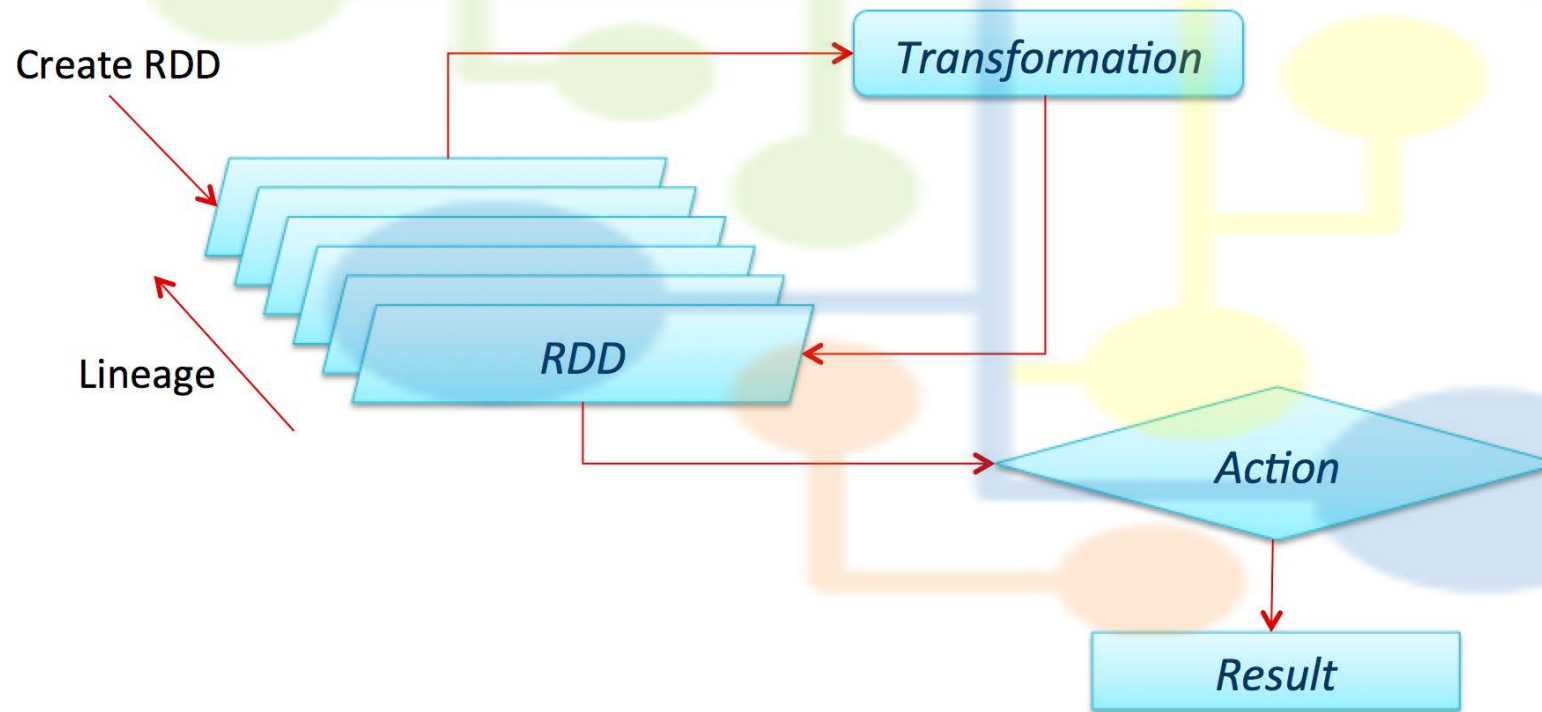 Create RDD
Transformation
Lineage
RDD
Action
Result